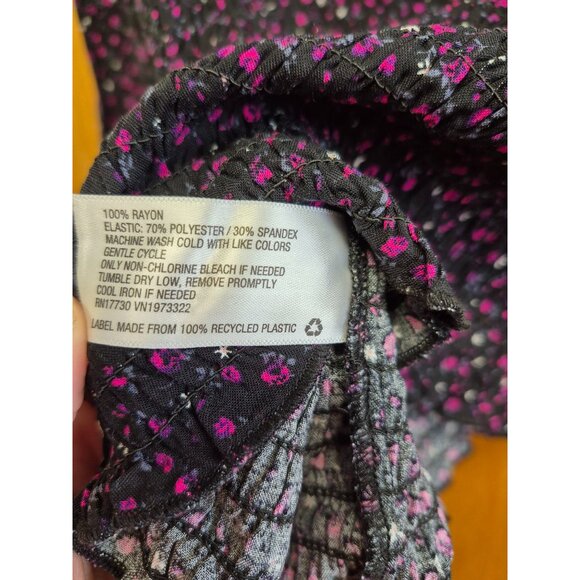 100% RAYON
ELASTIC: 70% POLYESTER / 30% SPANDEX
MACHINE WASH COLD WITH LIKE COLORS
GENTLE CYCLE
ONLY NON-CHLORINE BLEACH IF NEEDED
TUMBLE DRY LOW, REMOVE PROMPTLY
COOL IRON IF NEEDED
RN17730 VN1973322
LABEL MADE FROM 100% RECYCLED PLASTIC